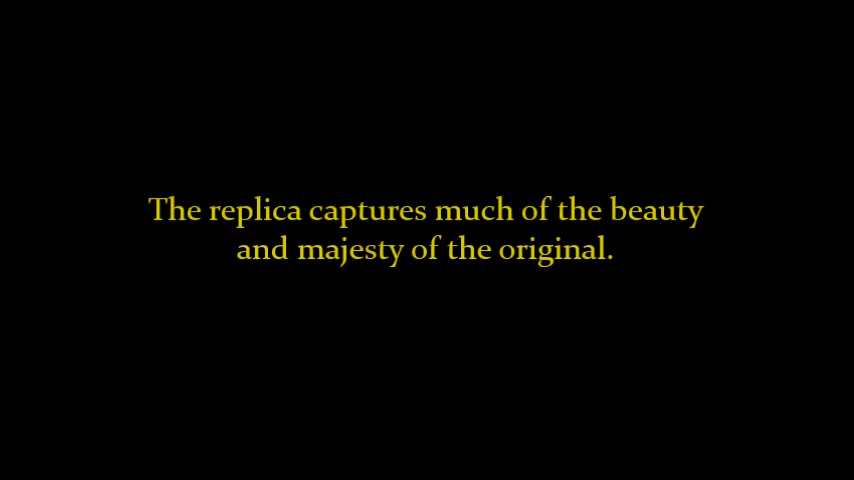 The replica captures much of the beauty
and majesty of the original.